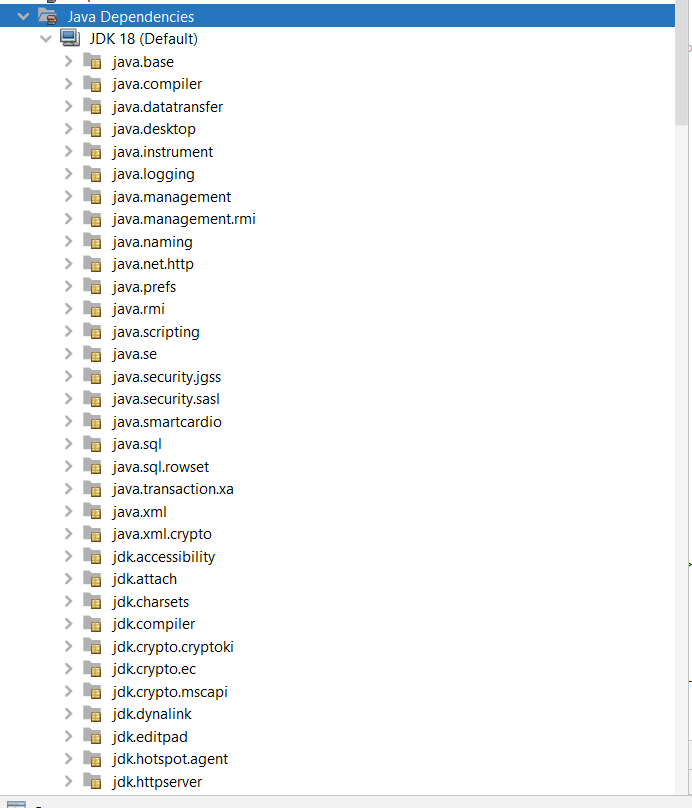 Java Dependencies
JDK 18 (Default)
java.base
java.compiler
java.datatransfer
java.desktop
java.instrument
java.logging
java.management
java.management.rmi
java.naming
java.net.http
java.prefs
java.rmi
java.scripting
java.se
java.security.jgss
java.security.sasl
java.smartcardio
java.sql
java.sql.rowset
java.transaction.xa
java.xml
java.xml.crypto
jdk.accessibility
jdk.attach
jdk.charsets
jdk.compiler
jdk.crypto.cryptoki
jdk.crypto.ec
jdk.crypto.mscapi
jdk.dynalink
jdk.editpad
jdk.hotspot.agent
jdk.httpserver